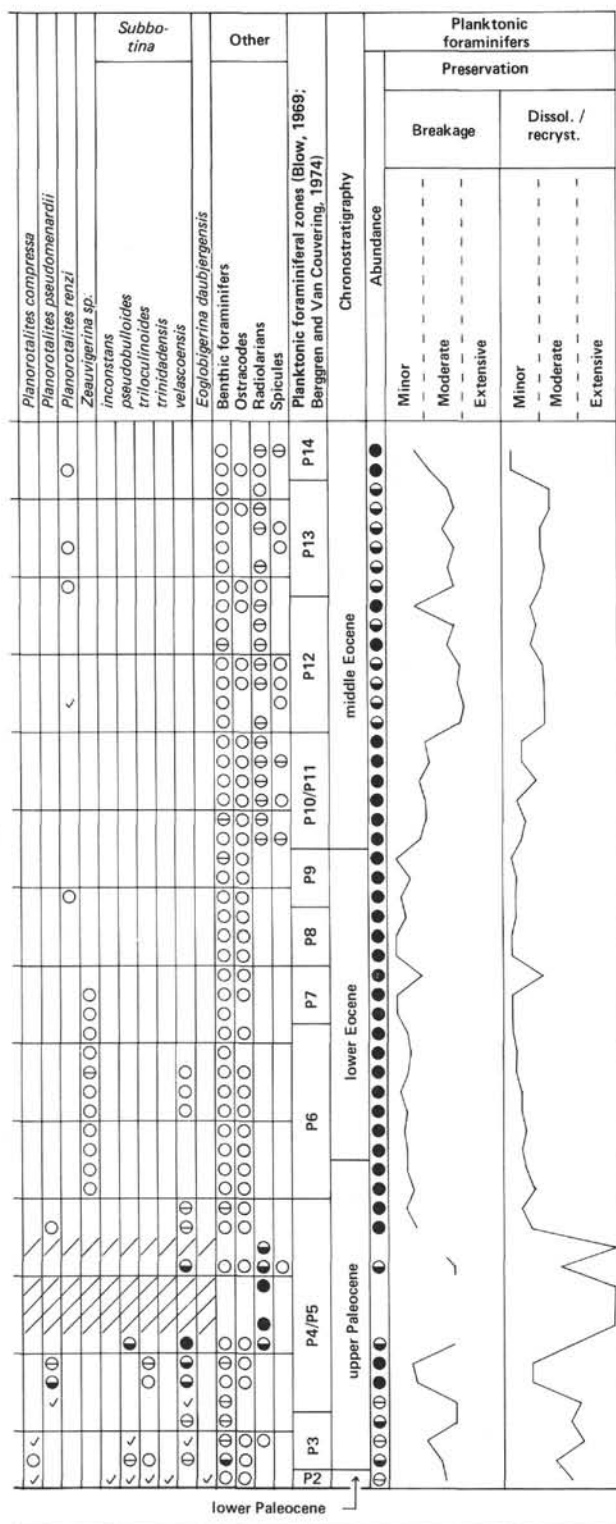 Subbo-
tina
Other
Planktonic
foraminifers
Preservation
Breakage
Dissol. /
recryst.
Planorotalites compressa
Planorotalites pseudomenardii
Planorotalites renzi
Zeauvigerina sp.
inconstans
pseudobulloides
triloculinoides
trinidadensis
velascoensis
Eoglobigerina daubjergensis
Benthic foraminifers
Ostracodes
Radiolarians
Spicules
Planktonic foraminiferal zones (Blow, 1969;
Berggren and Van Couvering, 1974)
Chronostratigraphy
Abundance
Minor
Moderate
Extensive
Minor
Moderate
Extensive
P14
P13
P12
P10/P11
P9
P8
P7
P6
P4/P5
P3
P2
middle Eocene
lower Eocene
upper Paleocene
lower Paleocene